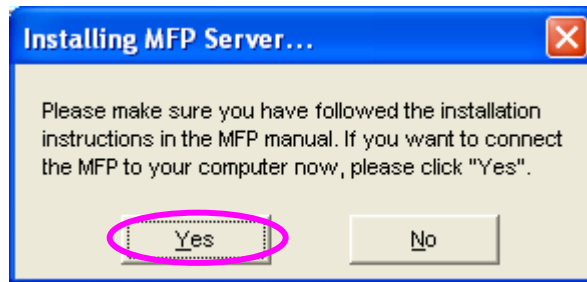 Installing MFP Server...
Please make sure you have followed the installation
instructions in the MFP manual. If you want to connect
the MFP to your computer now, please click "Yes".
Yes No